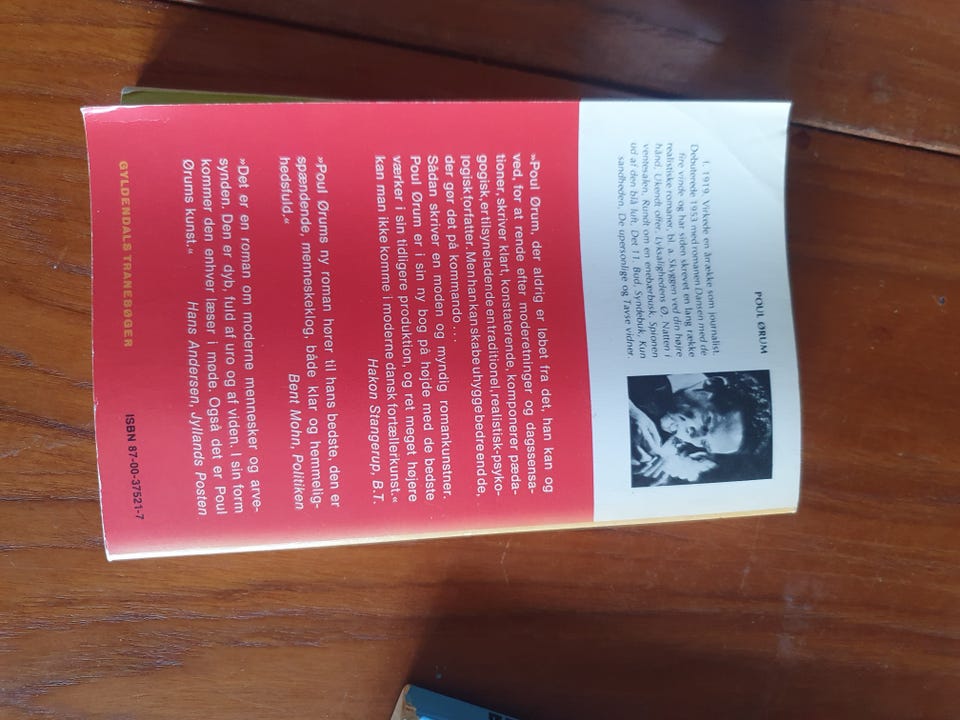 POUL ØRUM
f. 1919. Virkede en årrække som journalist.
Debuterede 1953 med romanen Dansen med de
fire vinde og har siden skrevet en lang række
realistiske romaner, bl. a. Skyggen ved din højre
hånd, Ukendt offer, Lyksalighedens Ø, Natten i
ventesalen, Rundt om en enebærbusk, Spionen
ud af den blå luft, Det 11. Bud, Syndebuk, Kun
sandheden, De upersonlige og Tavse vidner.
»Poul Ørum, der aldrig er løbet fra det, han kan og
ved, for at rende efter moderetninger og dagssensa-
tioner, skriver klart, konstaterende, komponerer pæda-
gogisk, er tilsyneladende en traditionel, realistisk-psyko-
logisk forfatter. Men han kan skabe uhygge bedre end de,
der gør det på kommando...
Sådan skriver en moden og myndig romankunstner.
Poul Ørum er i sin ny bog på højde med de bedste
værker i sin tidligere produktion, og ret meget højere
kan man ikke komme i moderne dansk fortællerkunst.«
Hakon Stangerup, B.T.
»Poul Ørums ny roman hører til hans bedste, den er
spændende, menneskeklog, både klar og hemmelig-
hedsfuld.«
Bent Mohn, Politiken
»Det er en roman om moderne mennesker og arve-
synden. Den er dyb, fuld af uro og af viden. I sin form
kommer den enhver læser i møde. Også det er Poul
Ørums kunst.«
Hans Andersen, Jyllands Posten
GYLDENDALS TRANEBØGER
ISBN 87-00-37521-7